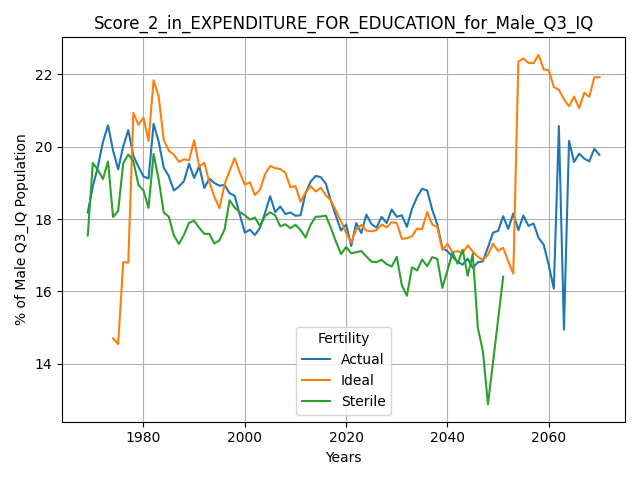 Score_2_in_EXPENDITURE_FOR_EDUCATION_for_Male_Q3_IQ
% of Male Q3_IQ Population
22
20
18
16
14
Fertility
Actual
Ideal
Sterile
1980
2000
2020
2040
2060
Years